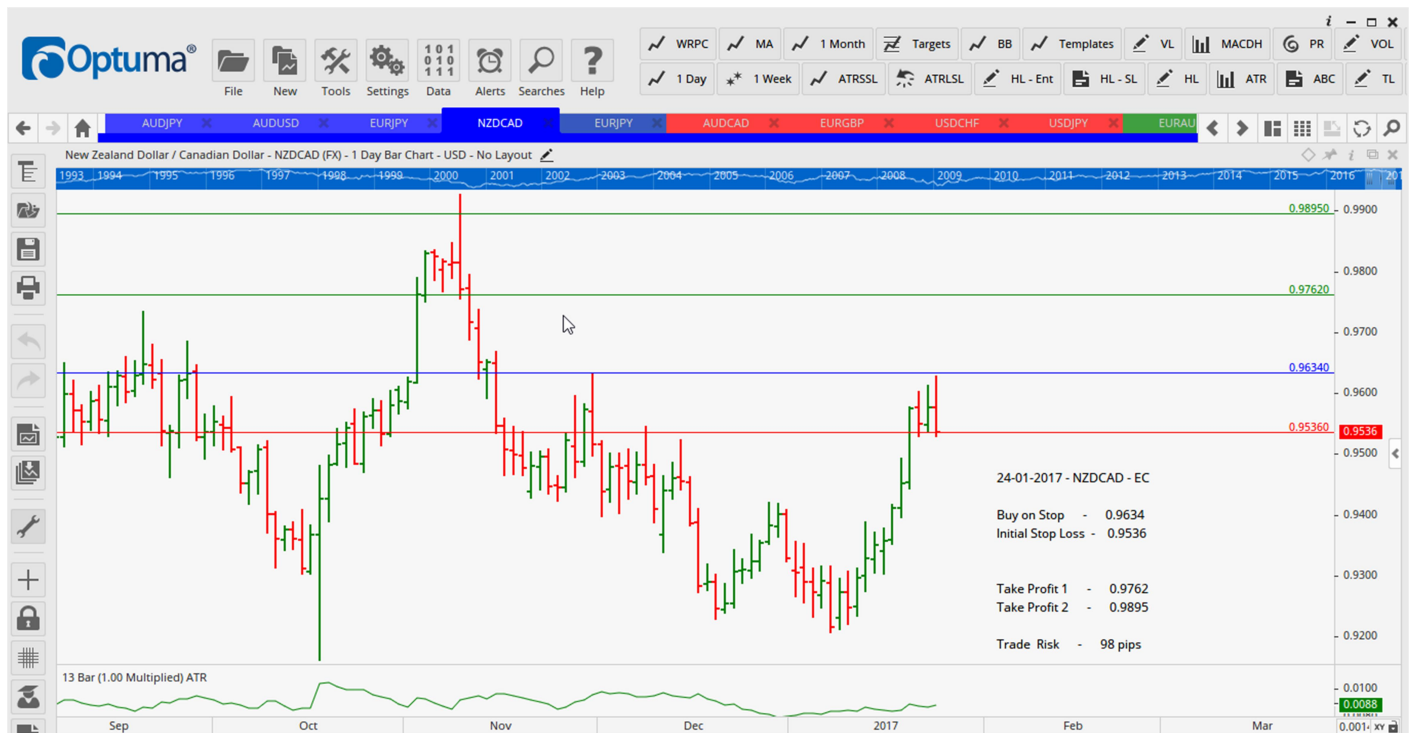 i
Optuma®
File New Tools Settings Data Alerts Searches Help
101
010
111
WRPC MA 1 Month Targets BB Templates VL MACDH PR VOL
1 Day 1 Week ATRSSL ATRLSL HL - Ent HL - SL HL ATR ABC TL
AUDJPY AUDUSD EURJPY NZDCAD EURJPY AUDCAD EURGBP USDCHF USDJPY EURAU
New Zealand Dollar / Canadian Dollar - NZDCAD (FX) - 1 Day Bar Chart - USD - No Layout
1993 1994 1995 1996 1997 1998 1999 2000 2001 2002 2003 2004 2005 2006 2007 2008 2009 2010 2011 2012 2013 2014 2015 2016 201
0.98950
0.9900
0.9800
0.97620
0.9700
0.96340
0.9600
0.95360
0.9536
0.9500
24-01-2017 - NZDCAD - EC
Buy on Stop - 0.9634
0.9400
Initial Stop Loss - 0.9536
0.9300
Take Profit 1 - 0.9762
Take Profit 2 - 0.9895
0.9200
Trade Risk - 98 pips
13 Bar (1.00 Multiplied) ATR
0.0100
0.0088
Sep Oct Nov Dec 2017 Feb Mar
0.001 XY